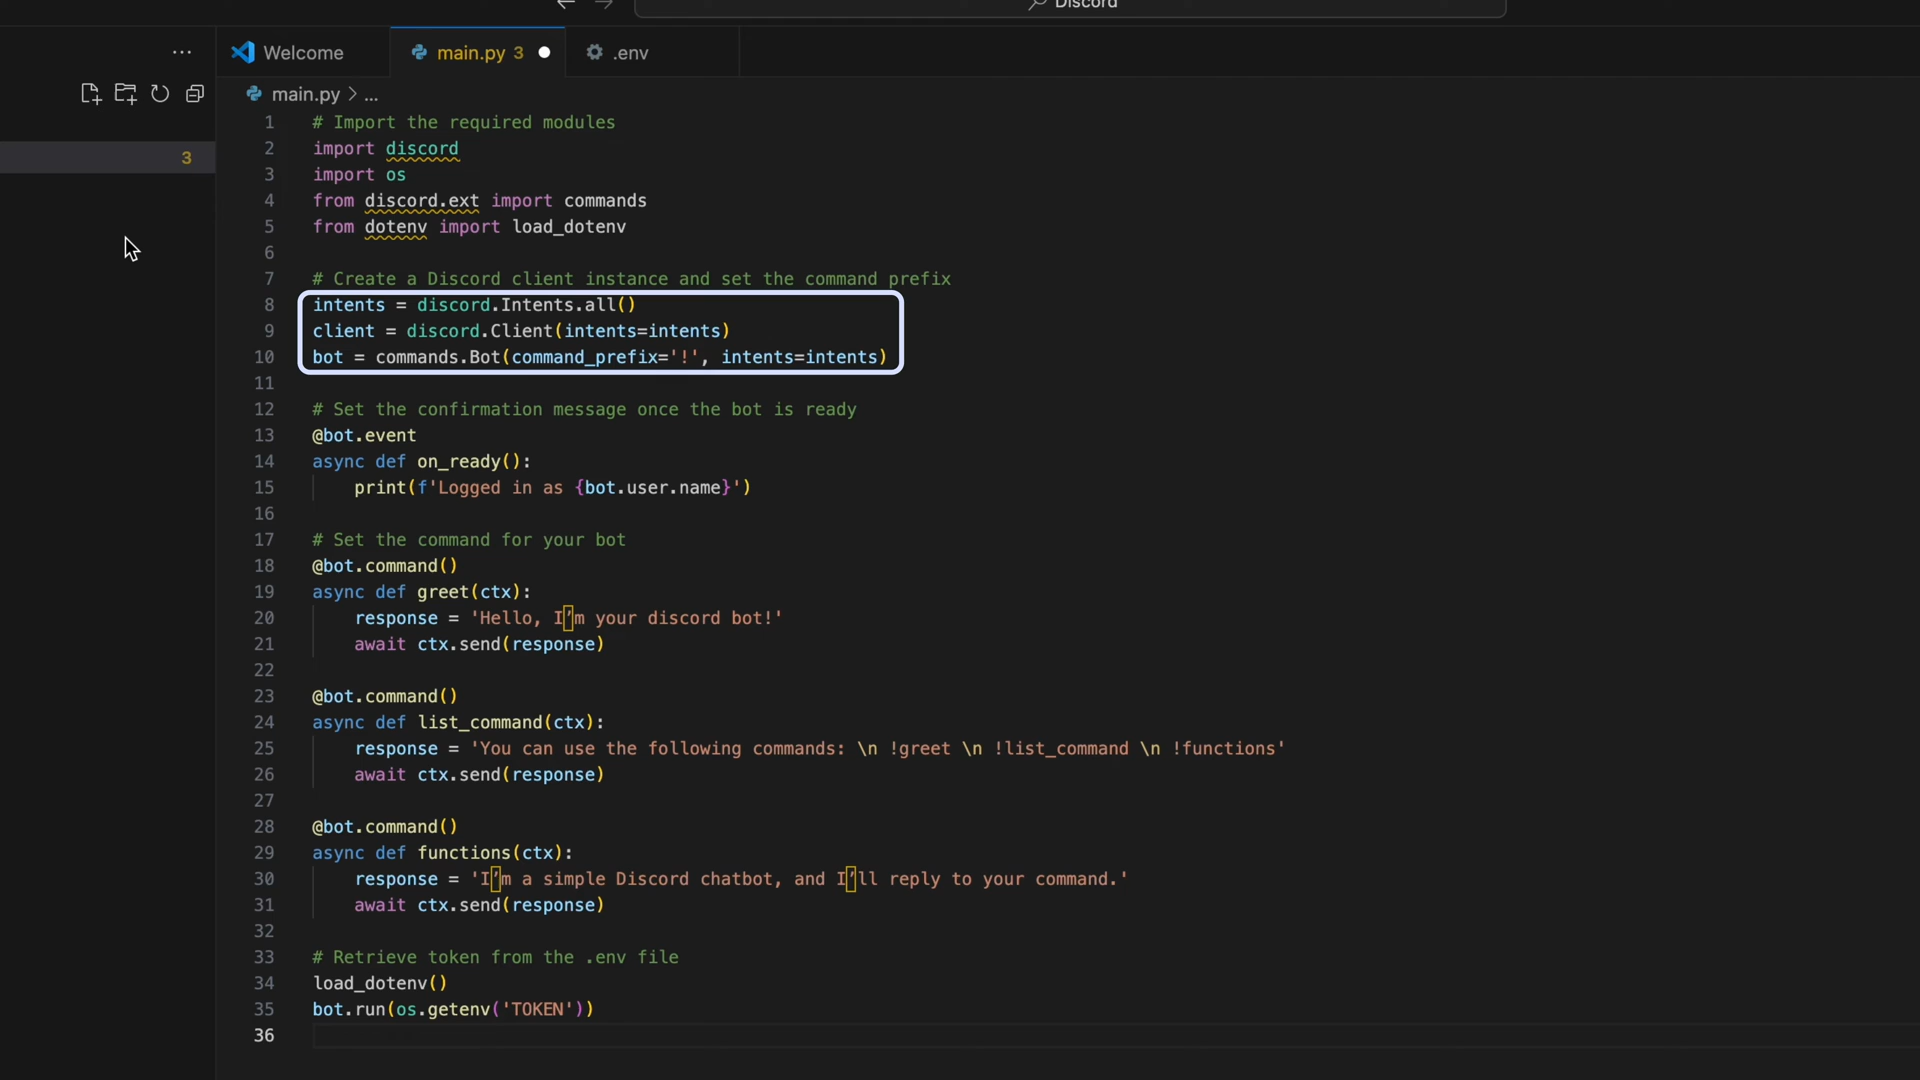 Discord
Welcome
main.py 3
.env
main.py > ...
3
1 # Import the required modules
2 import discord
3 import os
4 from discord.ext import commands
5 from dotenv import load_dotenv
6
7 # Create a Discord client instance and set the command prefix
8 intents = discord.Intents.all()
9 client = discord.Client(intents=intents)
10 bot = commands.Bot(command_prefix='!', intents=intents)
11
12 # Set the confirmation message once the bot is ready
13 @bot.event
14 async def on_ready():
15     print(f'Logged in as {bot.user.name}')
16
17 # Set the command for your bot
18 @bot.command()
19 async def greet(ctx):
20     response = 'Hello, I’m your discord bot!'
21     await ctx.send(response)
22
23 @bot.command()
24 async def list_command(ctx):
25     response = 'You can use the following commands: \n !greet \n !list_command \n !functions'
26     await ctx.send(response)
27
28 @bot.command()
29 async def functions(ctx):
30     response = 'I’m a simple Discord chatbot, and I’ll reply to your command.'
31     await ctx.send(response)
32
33 # Retrieve token from the .env file
34 load_dotenv()
35 bot.run(os.getenv('TOKEN'))
36